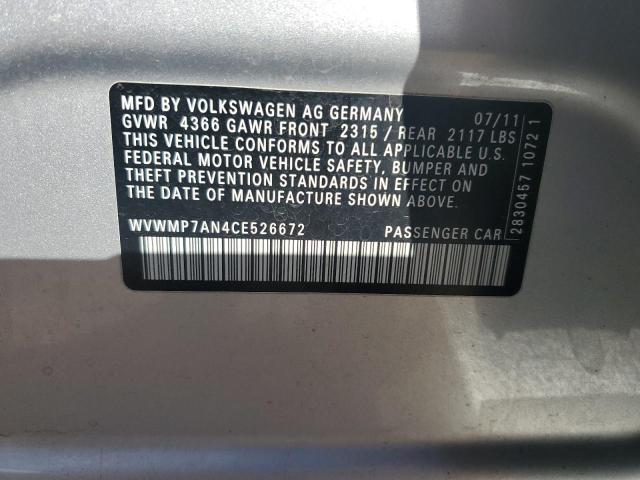 MFD BY VOLKSWAGEN AG GERMANY 07/11
GVWR 4366 GAWR FRONT 2315 / REAR 2117 LBS
THIS VEHICLE CONFORMS TO ALL APPLICABLE U.S.
FEDERAL MOTOR VEHICLE SAFETY, BUMPER AND
THEFT PREVENTION STANDARDS IN EFFECT ON
THE DATE OF MANUFACTURE SHOWN ABOVE.
WVWMP7AN4CE526672 PASSENGER CAR
2830457 10721